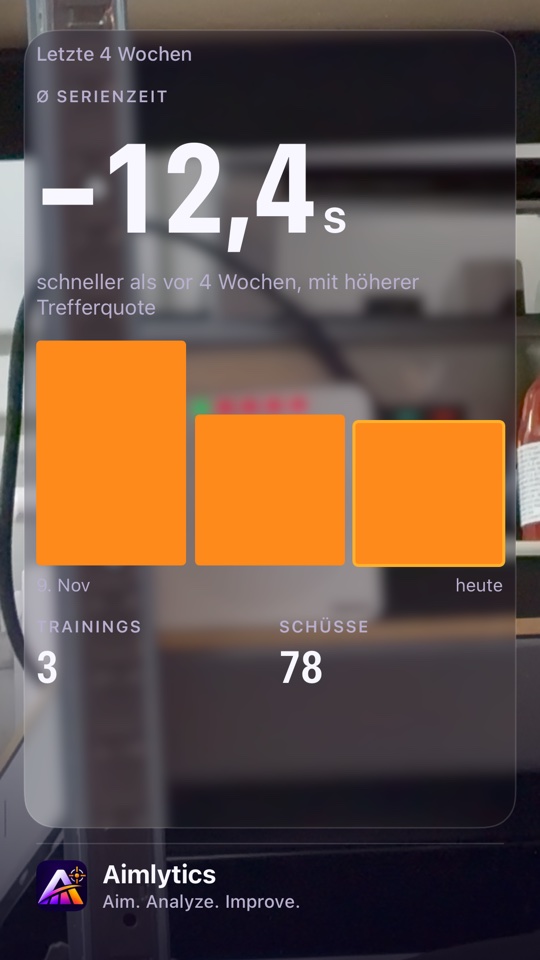 Letzte 4 Wochen
Ø SERIENZEIT
−12,4 s
schneller als vor 4 Wochen, mit höherer
Trefferquote
9. Nov
heute
TRAININGS
SCHÜSSE
3
78
Aimlytics
Aim. Analyze. Improve.